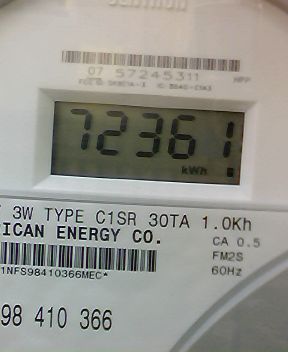 07 57245311
72361
kWh
3W TYPE C1SR 30TA 1.0Kh
ICAN ENERGY CO.
CA 0.5
FM2S
60Hz
1NFS98410366MEC*
98 410 366